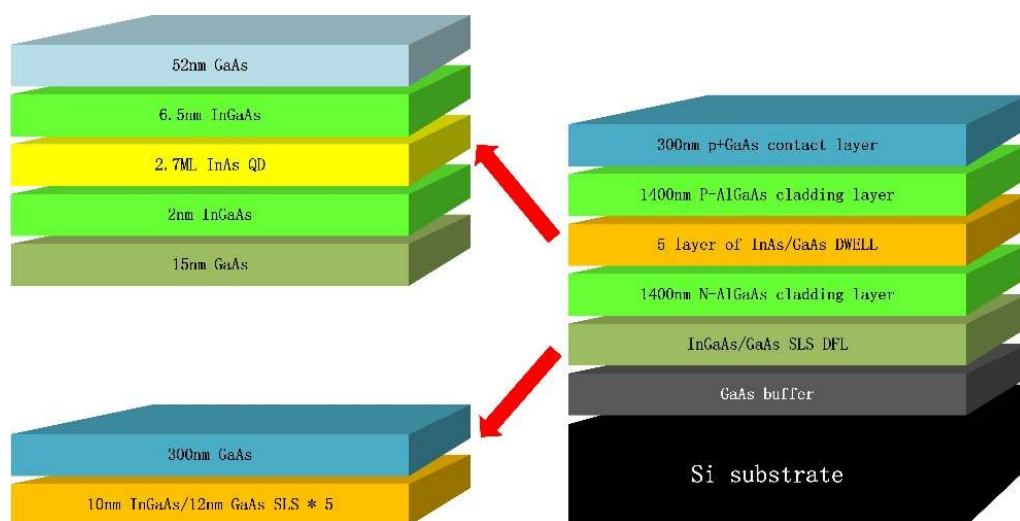 52nm GaAs
6.5nm InGaAs
2.7ML InAs QD
2nm InGaAs
15nm GaAs
300nm GaAs
10nm InGaAs/12nm GaAs SLS * 5
300nm p+GaAs contact layer
1400nm P-AlGaAs cladding layer
5 layer of InAs/GaAs DWELL
1400nm N-AlGaAs cladding layer
InGaAs/GaAs SLS DFL
GaAs buffer
Si substrate